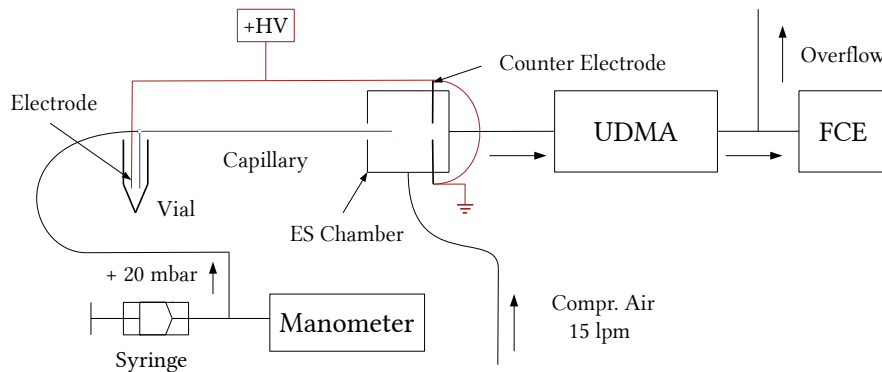 +HV
Overflow
Counter Electrode
Electrode
UDMA
FCE
Capillary
Vial
ES Chamber
+ 20 mbar
Compr. Air
15 lpm
Manometer
Syringe